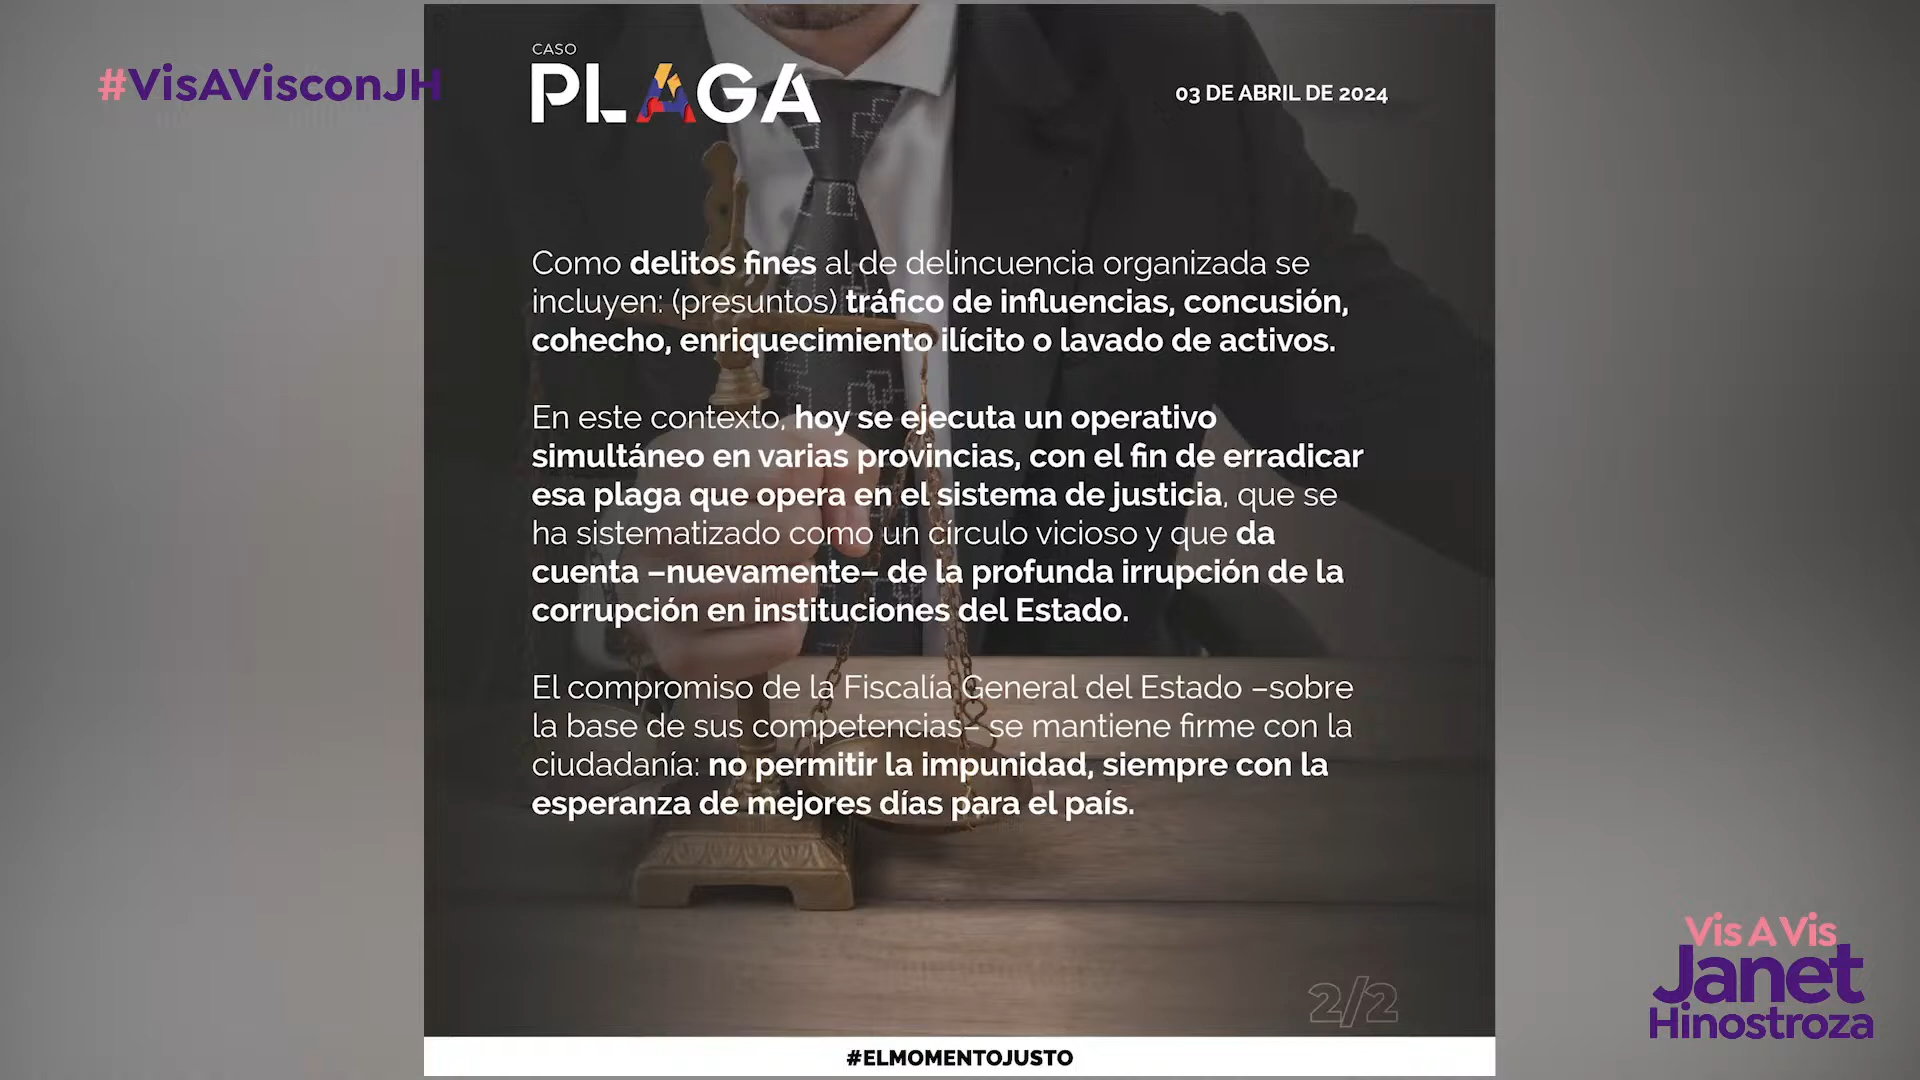 #VisAVisconJH
CASO
PLAGA
03 DE ABRIL DE 2024
Como delitos fines al de delincuencia organizada se
incluyen: (presuntos) tráfico de influencias, concusión,
cohecho, enriquecimiento ilícito o lavado de activos.
En este contexto, hoy se ejecuta un operativo
simultáneo en varias provincias, con el fin de erradicar
esa plaga que opera en el sistema de justicia, que se
ha sistematizado como un círculo vicioso y que da
cuenta –nuevamente– de la profunda irrupción de la
corrupción en instituciones del Estado.
El compromiso de la Fiscalía General del Estado –sobre
la base de sus competencias– se mantiene firme con la
ciudadanía: no permitir la impunidad, siempre con la
esperanza de mejores días para el país.
2/2
#ELMOMENTOJUSTO
Vis A Vis
Janet
Hinostroza